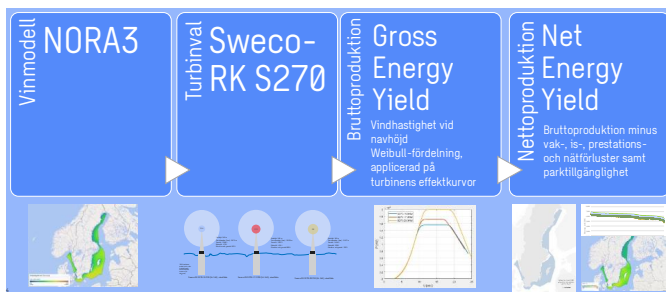 Vinmodell
NORA3
Turbinval
Sweco-
RK S270
Bruttoproduktion
Gross
Energy
Yield
Vindhastighet vid
navhöjd
Weibull-fördelning,
applicerad på
turbinens effektkurvor
Nettoproduktion
Net
Energy
Yield
Bruttoproduktion minus
vak-, is-, prestations-
och nätförluster samt
parktillgänglighet